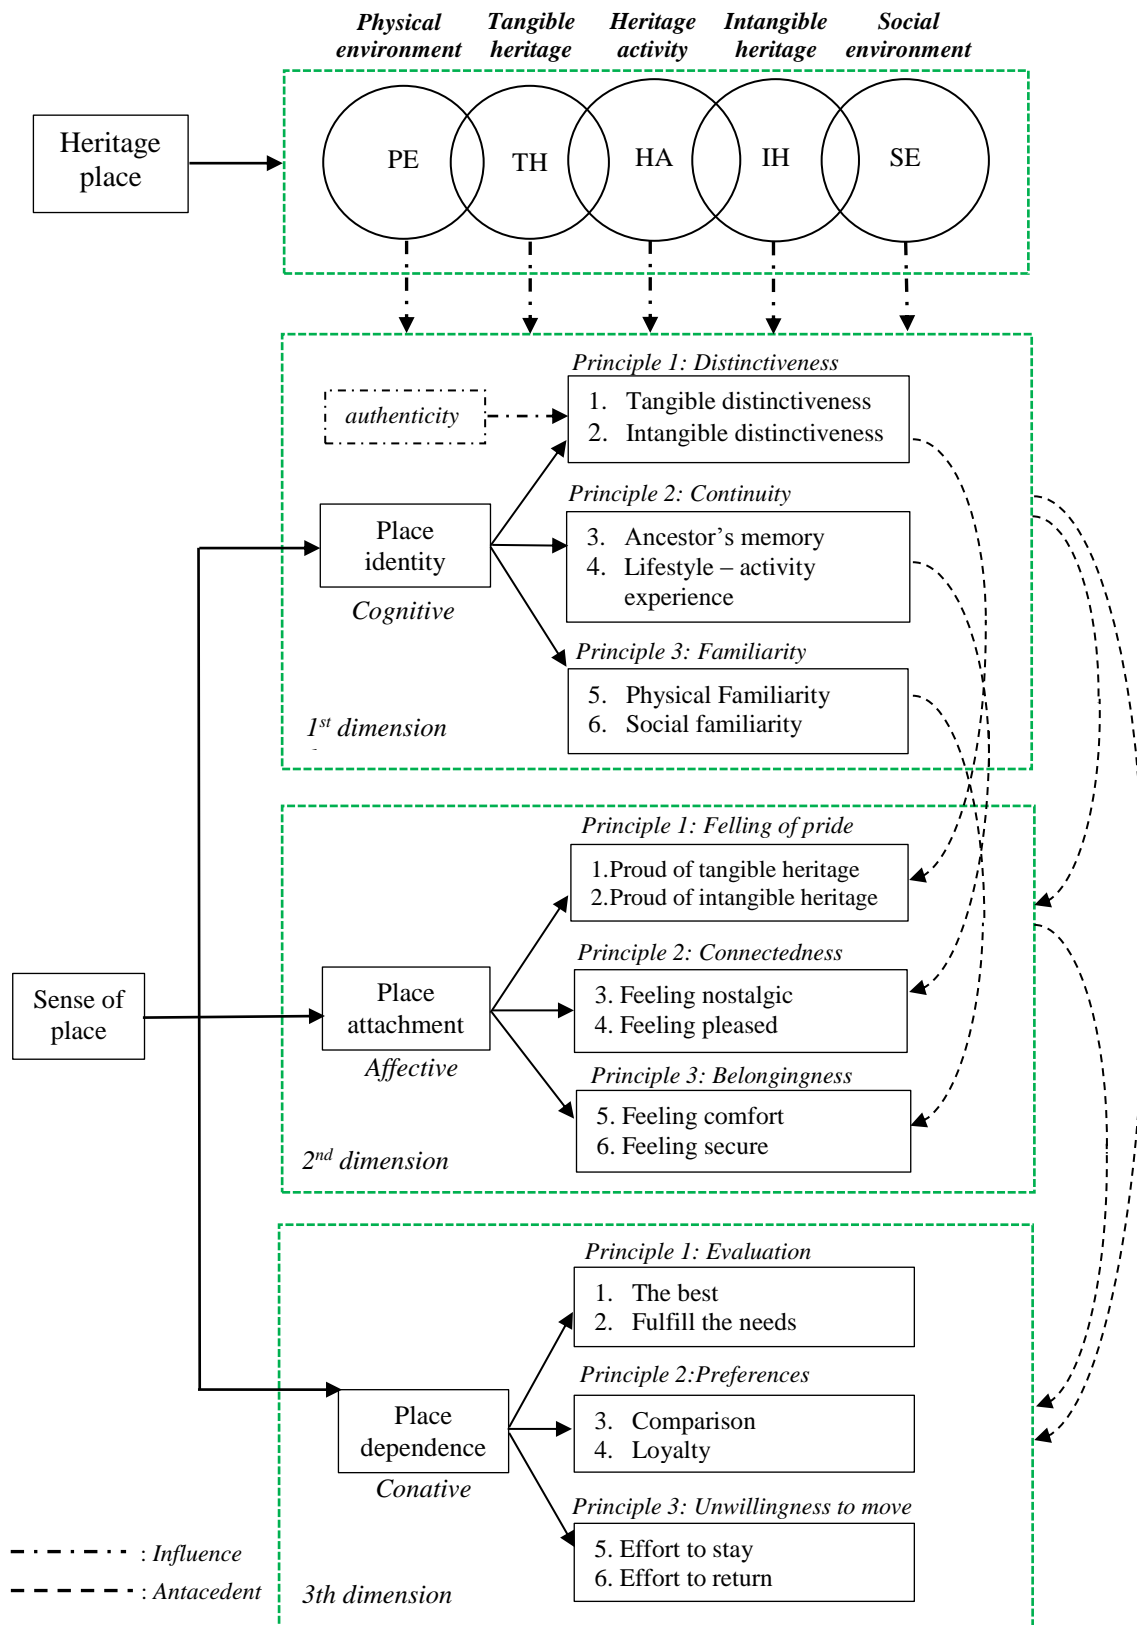 Physical environment
Tangible heritage
Heritage activity
Intangible heritage
Social environment
Heritage place
PE
TH
HA
IH
SE
Principle 1: Distinctiveness
authenticity
1. Tangible distinctiveness
2. Intangible distinctiveness
Principle 2: Continuity
Place identity
3. Ancestor’s memory
4. Lifestyle – activity
experience
Cognitive
Principle 3: Familiarity
5. Physical Familiarity
6. Social familiarity
1st dimension
Principle 1: Felling of pride
1.Proud of tangible heritage
2.Proud of intangible heritage
Principle 2: Connectedness
Sense of place
Place attachment
3. Feeling nostalgic
4. Feeling pleased
Affective
Principle 3: Belongingness
5. Feeling comfort
6. Feeling secure
2nd dimension
Principle 1: Evaluation
1. The best
2. Fulfill the needs
Principle 2:Preferences
Place dependence
3. Comparison
4. Loyalty
Conative
Principle 3: Unwillingness to move
5. Effort to stay
6. Effort to return
: Influence
: Antacedent
3th dimension